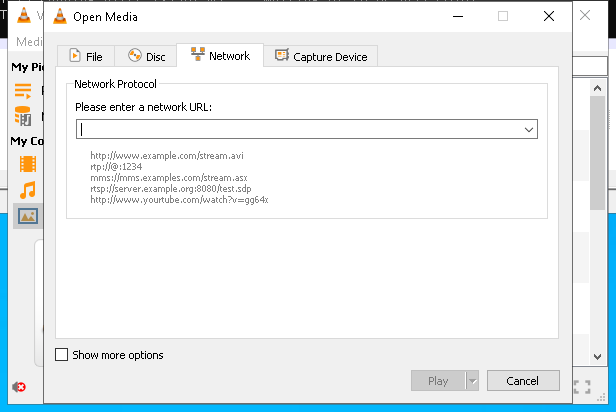 Open Media
Medi
File
Disc
Network
Capture Device
My Pi
Network Protocol
Please enter a network URL:
My Co
http://www.example.com/stream.avi
rtp://@:1234
mms://mms.examples.com/stream.asx
rtsp://server.example.org:8080/test.sdp
http://www.yourtube.com/watch?v=gg64x
Show more options
Play
Cancel